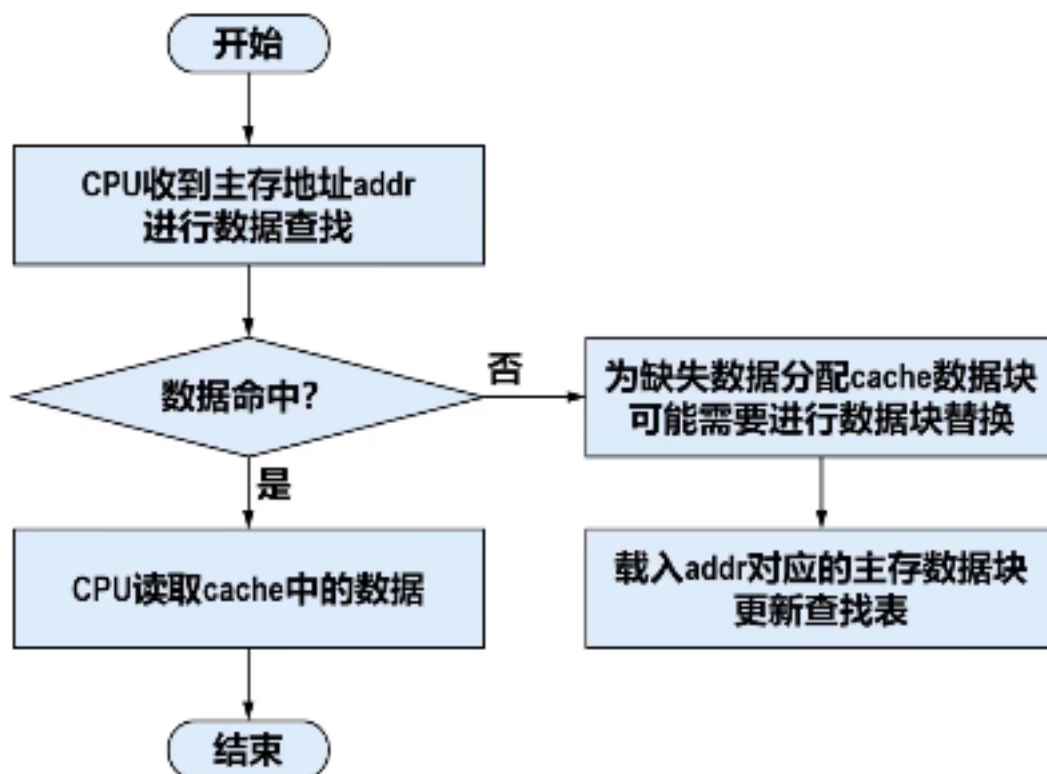 开始
CPU收到主存地址addr
进行数据查找
数据命中?
否
为缺失数据分配cache数据块
可能需要进行数据块替换
是
CPU读取cache中的数据
载入addr对应的主存数据块
更新查找表
结束